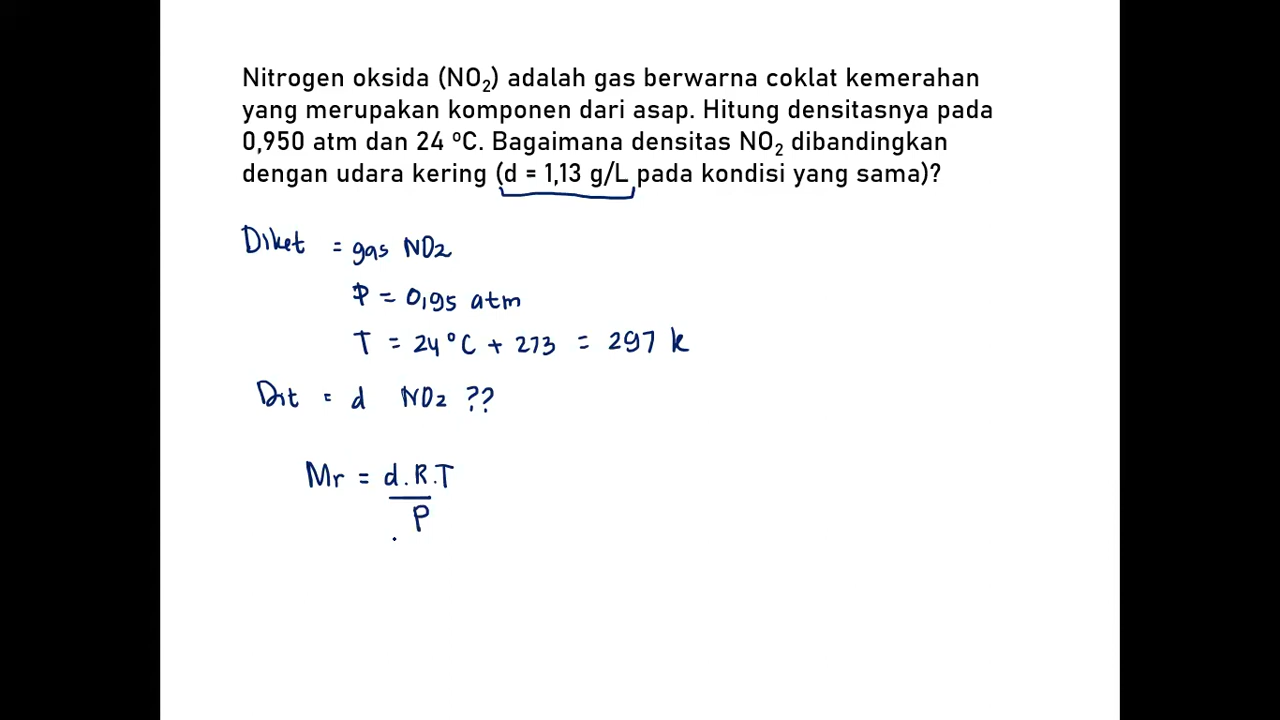 Nitrogen oksida (NO₂) adalah gas berwarna coklat kemerahan
yang merupakan komponen dari asap. Hitung densitasnya pada
0,950 atm dan 24 ºC. Bagaimana densitas NO₂ dibandingkan
dengan udara kering (d = 1,13 g/L pada kondisi yang sama)?
Diket = gas NO2
P = 0,95 atm
T = 24°C + 273 = 297 k
Dit = d NO2 ??
Mr = d.R.T
P